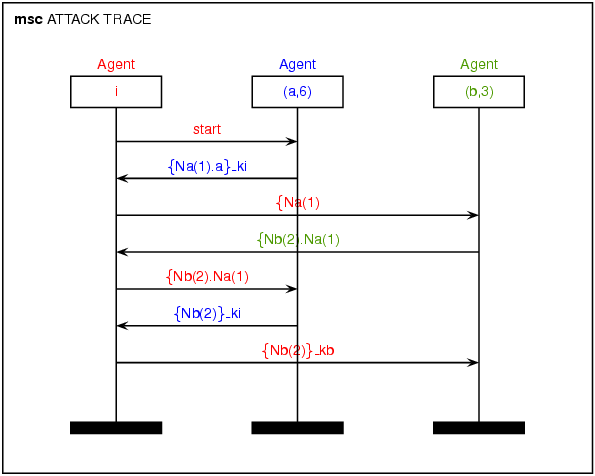 msc ATTACK TRACE
Agent Agent Agent
i (a,6) (b,3)
start
{Na(1).a}_ki
{Na(1)
{Nb(2).Na(1)
{Nb(2).Na(1)
{Nb(2)}_ki
{Nb(2)}_kb